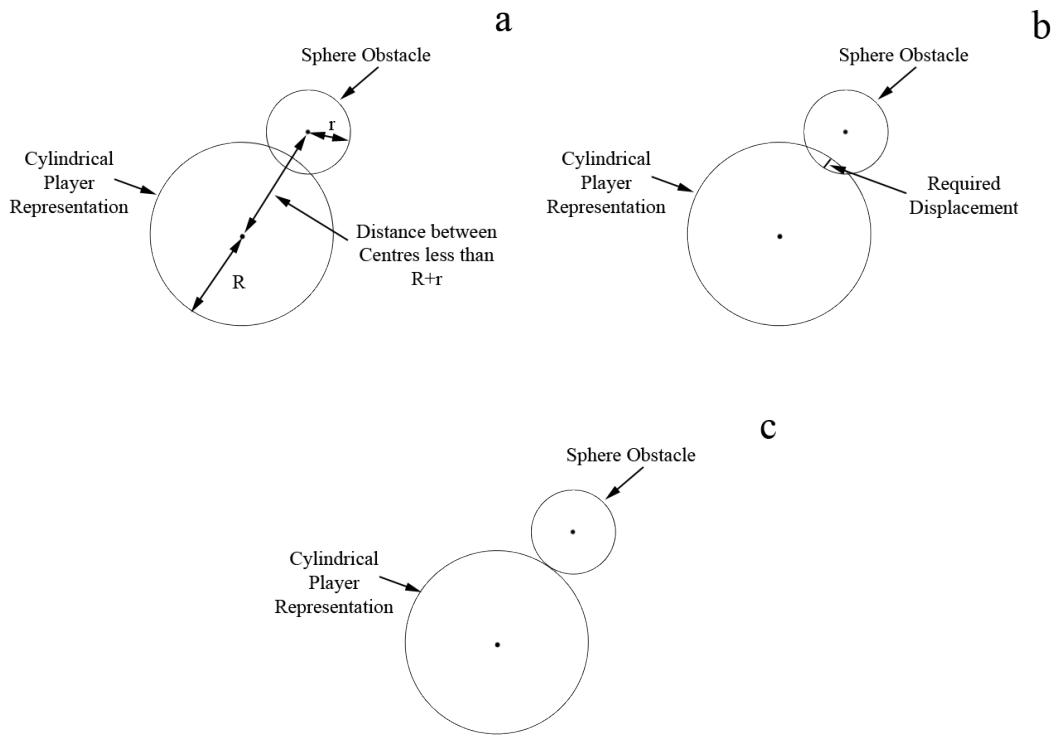 a
Sphere Obstacle
r
Cylindrical
Player
Representation
Distance between
Centres less than
R+r
R
b
Sphere Obstacle
Cylindrical
Player
Representation
Required
Displacement
c
Sphere Obstacle
Cylindrical
Player
Representation